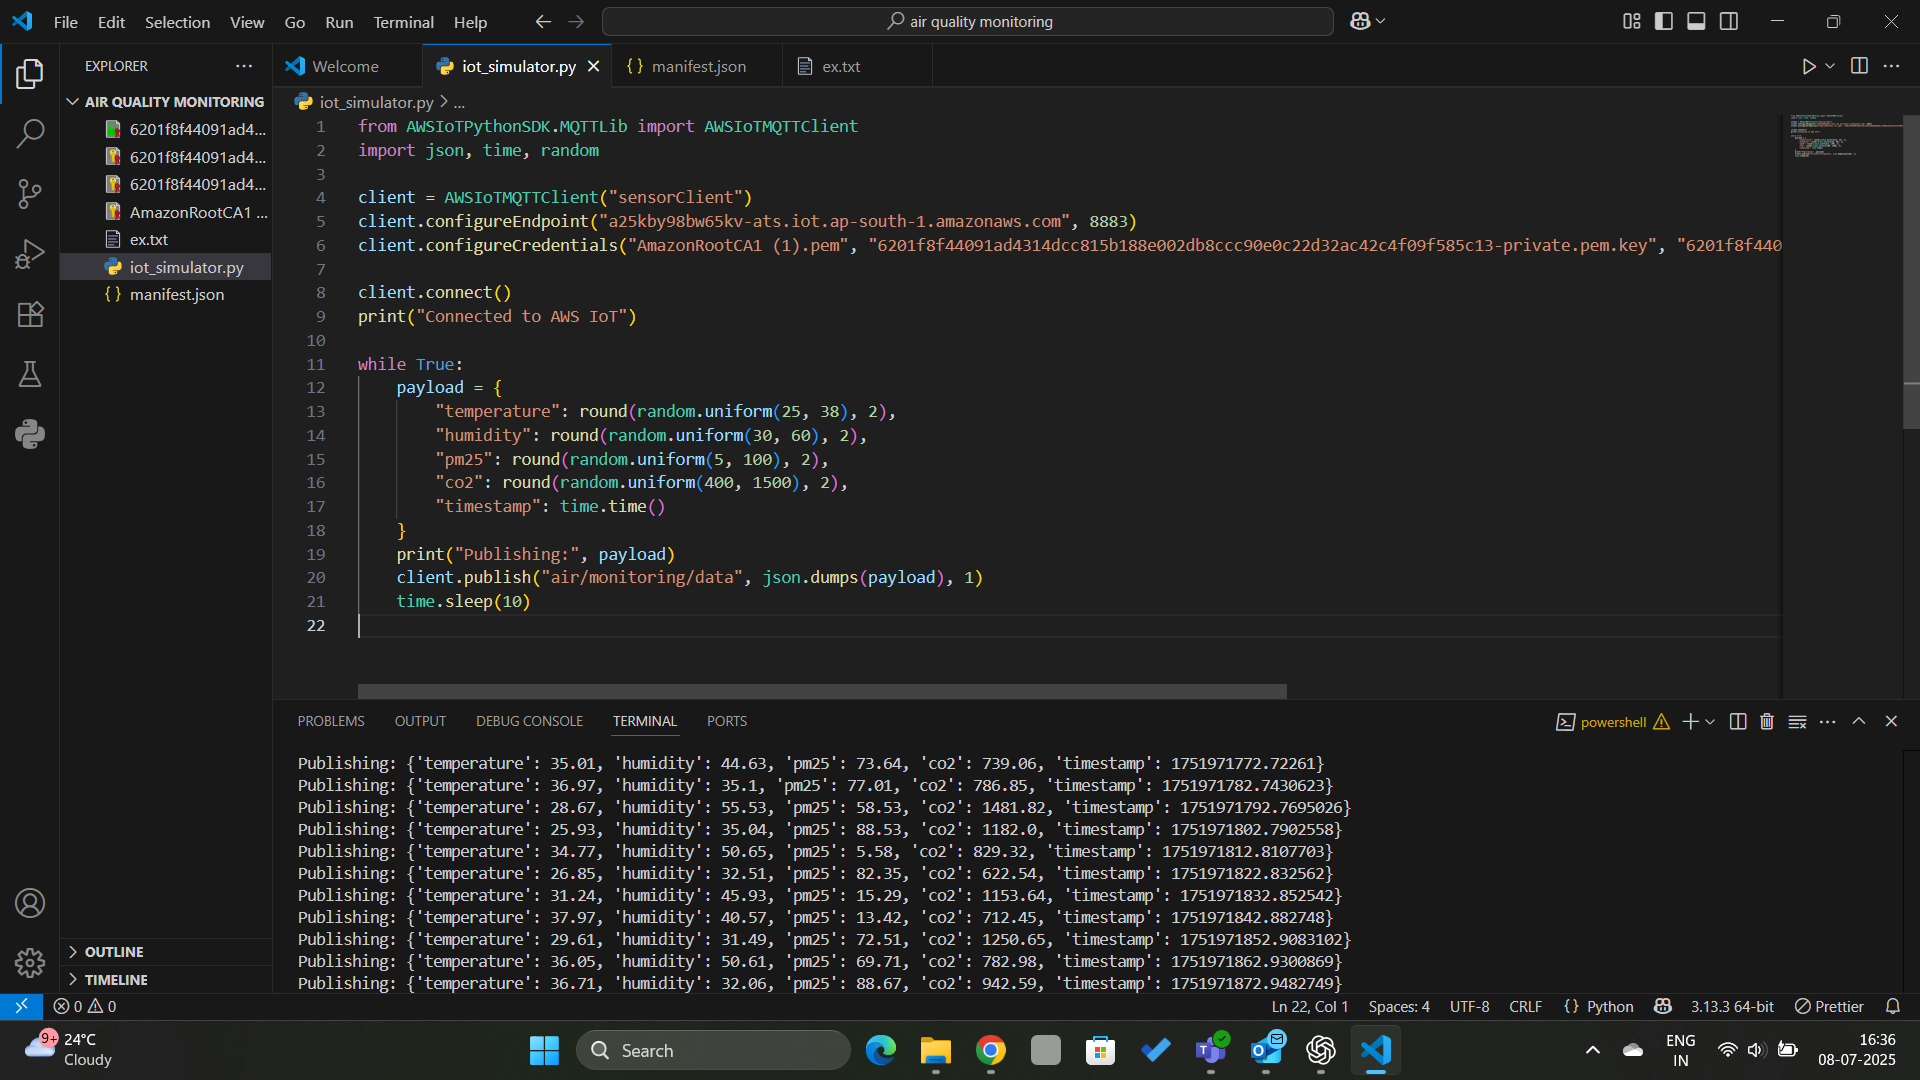 File Edit Selection View Go Run Terminal Help
air quality monitoring
EXPLORER
AIR QUALITY MONITORING
6201f8f44091ad4...
6201f8f44091ad4...
6201f8f44091ad4...
AmazonRootCA1 ...
ex.txt
iot_simulator.py
manifest.json
OUTLINE
TIMELINE
Welcome
iot_simulator.py
manifest.json
ex.txt
iot_simulator.py > ...
1 from AWSIoTPythonSDK.MQTTLib import AWSIoTMQTTClient
2 import json, time, random
3
4 client = AWSIoTMQTTClient("sensorClient")
5 client.configureEndpoint("a25kby98bw65kv-ats.iot.ap-south-1.amazonaws.com", 8883)
6 client.configureCredentials("AmazonRootCA1 (1).pem", "6201f8f44091ad4314dcc815b188e002db8ccc90e0c22d32ac42c4f09f585c13-private.pem.key", "6201f8f440
7
8 client.connect()
9 print("Connected to AWS IoT")
10
11 while True:
12 payload = {
13 "temperature": round(random.uniform(25, 38), 2),
14 "humidity": round(random.uniform(30, 60), 2),
15 "pm25": round(random.uniform(5, 100), 2),
16 "co2": round(random.uniform(400, 1500), 2),
17 "timestamp": time.time()
18 }
19 print("Publishing:", payload)
20 client.publish("air/monitoring/data", json.dumps(payload), 1)
21 time.sleep(10)
22
PROBLEMS OUTPUT DEBUG CONSOLE TERMINAL PORTS
powershell
Publishing: {'temperature': 35.01, 'humidity': 44.63, 'pm25': 73.64, 'co2': 739.06, 'timestamp': 1751971772.72261}
Publishing: {'temperature': 36.97, 'humidity': 35.1, 'pm25': 77.01, 'co2': 786.85, 'timestamp': 1751971782.7430623}
Publishing: {'temperature': 28.67, 'humidity': 55.53, 'pm25': 58.53, 'co2': 1481.82, 'timestamp': 1751971792.7695026}
Publishing: {'temperature': 25.93, 'humidity': 35.04, 'pm25': 88.53, 'co2': 1182.0, 'timestamp': 1751971802.7902558}
Publishing: {'temperature': 34.77, 'humidity': 50.65, 'pm25': 5.58, 'co2': 829.32, 'timestamp': 1751971812.8107703}
Publishing: {'temperature': 26.85, 'humidity': 32.51, 'pm25': 82.35, 'co2': 622.54, 'timestamp': 1751971822.832562}
Publishing: {'temperature': 31.24, 'humidity': 45.93, 'pm25': 15.29, 'co2': 1153.64, 'timestamp': 1751971832.852542}
Publishing: {'temperature': 37.97, 'humidity': 40.57, 'pm25': 13.42, 'co2': 712.45, 'timestamp': 1751971842.882748}
Publishing: {'temperature': 29.61, 'humidity': 31.49, 'pm25': 72.51, 'co2': 1250.65, 'timestamp': 1751971852.9083102}
Publishing: {'temperature': 36.05, 'humidity': 50.61, 'pm25': 69.71, 'co2': 782.98, 'timestamp': 1751971862.9300869}
Publishing: {'temperature': 36.71, 'humidity': 32.06, 'pm25': 88.67, 'co2': 942.59, 'timestamp': 1751971872.9482749}
0 0
Ln 22, Col 1 Spaces: 4 UTF-8 CRLF {} Python 3.13.3 64-bit Prettier
9+
24°C
Cloudy
Search
ENG
IN
16:36
08-07-2025